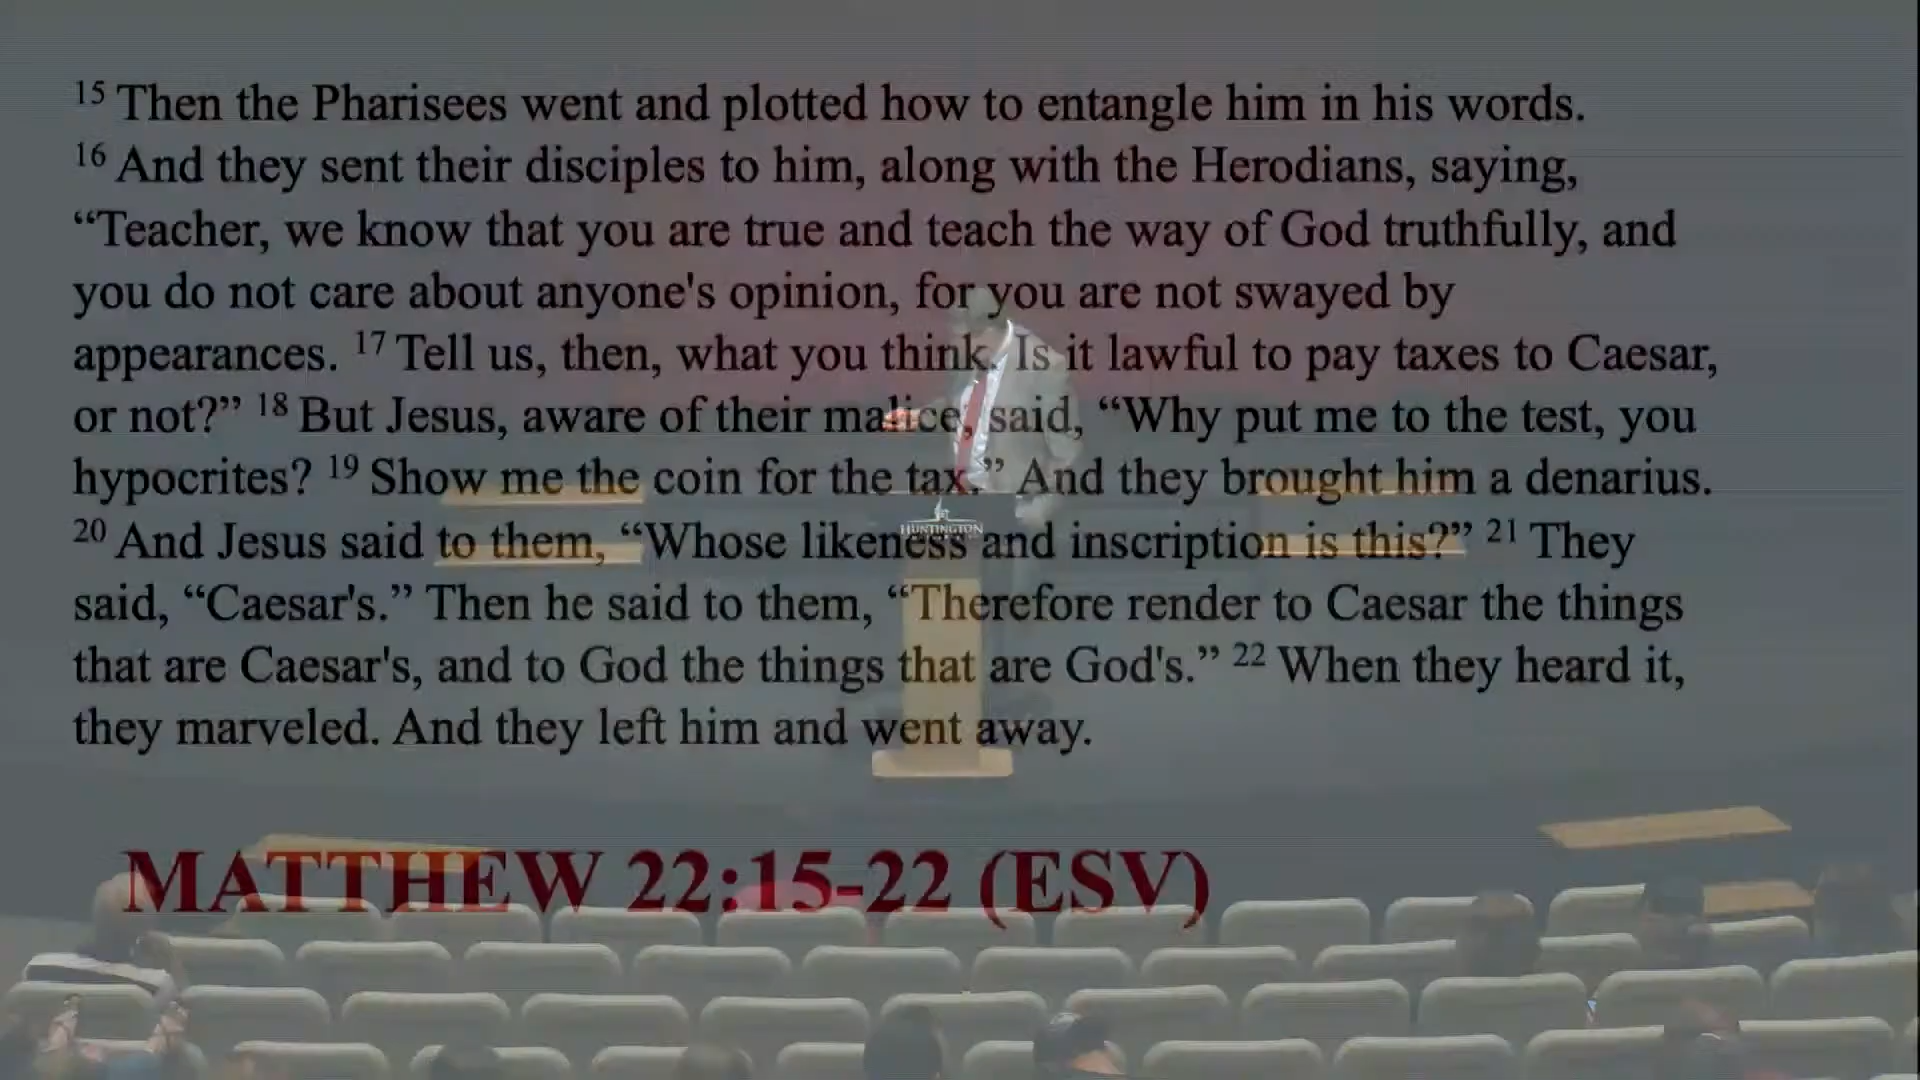 15 Then the Pharisees went and plotted how to entangle him in his words.
16 And they sent their disciples to him, along with the Herodians, saying,
“Teacher, we know that you are true and teach the way of God truthfully, and
you do not care about anyone's opinion, for you are not swayed by
appearances. 17 Tell us, then, what you think. Is it lawful to pay taxes to Caesar,
or not?” 18 But Jesus, aware of their malice, said, “Why put me to the test, you
hypocrites? 19 Show me the coin for the tax.” And they brought him a denarius.
HUNTINGTON
20 And Jesus said to them, “Whose likeness and inscription is this?” 21 They
said, “Caesar's.” Then he said to them, “Therefore render to Caesar the things
that are Caesar's, and to God the things that are God's.” 22 When they heard it,
they marveled. And they left him and went away.
MATTHEW 22:15-22 (ESV)